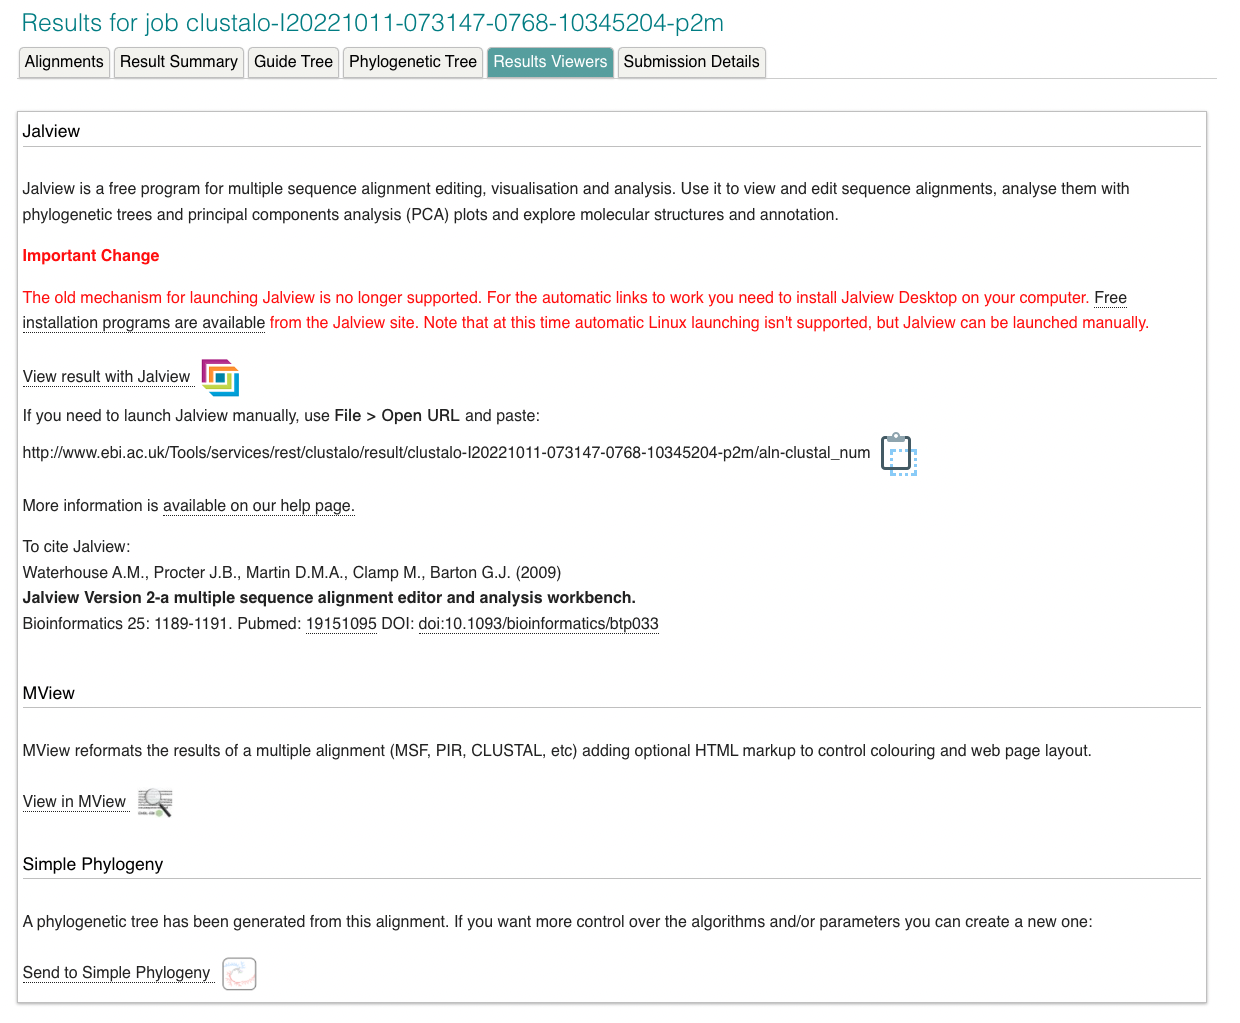 Results for job clustalo-I20221011-073147-0768-10345204-p2m
Alignments Result Summary Guide Tree Phylogenetic Tree Results Viewers Submission Details
Jalview
Jalview is a free program for multiple sequence alignment editing, visualisation and analysis. Use it to view and edit sequence alignments, analyse them with
phylogenetic trees and principal components analysis (PCA) plots and explore molecular structures and annotation.
Important Change
The old mechanism for launching Jalview is no longer supported. For the automatic links to work you need to install Jalview Desktop on your computer. Free
installation programs are available from the Jalview site. Note that at this time automatic Linux launching isn't supported, but Jalview can be launched manually.
View result with Jalview
If you need to launch Jalview manually, use File > Open URL and paste:
http://www.ebi.ac.uk/Tools/services/rest/clustalo/result/clustalo-I20221011-073147-0768-10345204-p2m/aln-clustal_num
More information is available on our help page.
To cite Jalview:
Waterhouse A.M., Procter J.B., Martin D.M.A., Clamp M., Barton G.J. (2009)
Jalview Version 2-a multiple sequence alignment editor and analysis workbench.
Bioinformatics 25: 1189-1191. Pubmed: 19151095 DOI: doi:10.1093/bioinformatics/btp033
MView
MView reformats the results of a multiple alignment (MSF, PIR, CLUSTAL, etc) adding optional HTML markup to control colouring and web page layout.
View in MView
Simple Phylogeny
A phylogenetic tree has been generated from this alignment. If you want more control over the algorithms and/or parameters you can create a new one:
Send to Simple Phylogeny